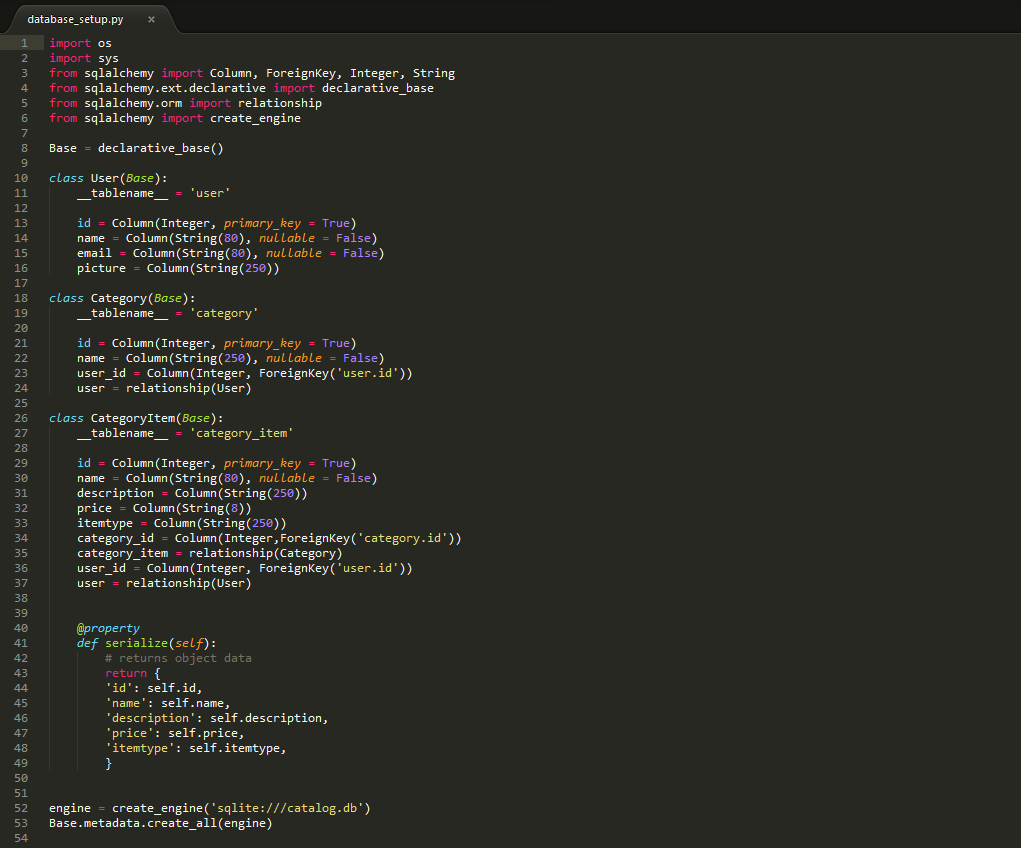 database_setup.py ×
1 import os
2 import sys
3 from sqlalchemy import Column, ForeignKey, Integer, String
4 from sqlalchemy.ext.declarative import declarative_base
5 from sqlalchemy.orm import relationship
6 from sqlalchemy import create_engine
7
8 Base = declarative_base()
9
10 class User(Base):
11     __tablename__ = 'user'
12
13     id = Column(Integer, primary_key = True)
14     name = Column(String(80), nullable = False)
15     email = Column(String(80), nullable = False)
16     picture = Column(String(250))
17
18 class Category(Base):
19     __tablename__ = 'category'
20
21     id = Column(Integer, primary_key = True)
22     name = Column(String(250), nullable = False)
23     user_id = Column(Integer, ForeignKey('user.id'))
24     user = relationship(User)
25
26 class CategoryItem(Base):
27     __tablename__ = 'category_item'
28
29     id = Column(Integer, primary_key = True)
30     name = Column(String(80), nullable = False)
31     description = Column(String(250))
32     price = Column(String(8))
33     itemtype = Column(String(250))
34     category_id = Column(Integer,ForeignKey('category.id'))
35     category_item = relationship(Category)
36     user_id = Column(Integer, ForeignKey('user.id'))
37     user = relationship(User)
38
39
40     @property
41     def serialize(self):
42         # returns object data
43         return {
44         'id': self.id,
45         'name': self.name,
46         'description': self.description,
47         'price': self.price,
48         'itemtype': self.itemtype,
49         }
50
51
52 engine = create_engine('sqlite:///catalog.db')
53 Base.metadata.create_all(engine)
54